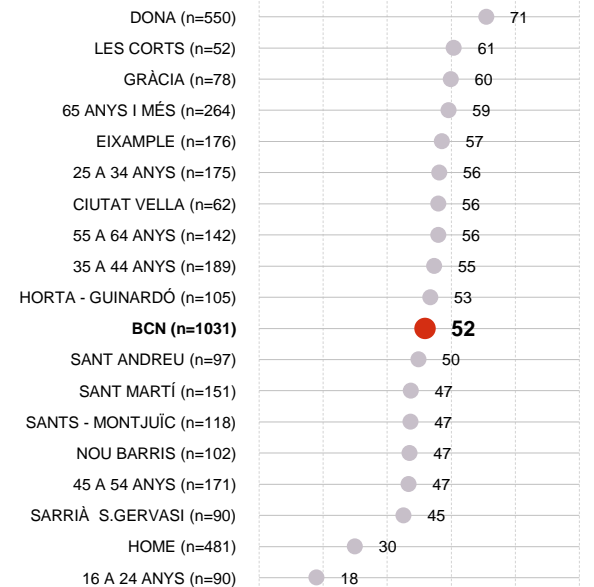 DONA (n=550) 71
LES CORTS (n=52) 61
GRÀCIA (n=78) 60
65 ANYS I MÉS (n=264) 59
EIXAMPLE (n=176) 57
25 A 34 ANYS (n=175) 56
CIUTAT VELLA (n=62) 56
55 A 64 ANYS (n=142) 56
35 A 44 ANYS (n=189) 55
HORTA - GUINARDÓ (n=105) 53
BCN (n=1031) 52
SANT ANDREU (n=97) 50
SANT MARTÍ (n=151) 47
SANTS - MONTJUÏC (n=118) 47
NOU BARRIS (n=102) 47
45 A 54 ANYS (n=171) 47
SARRIÀ  S.GERVASI (n=90) 45
HOME (n=481) 30
16 A 24 ANYS (n=90) 18